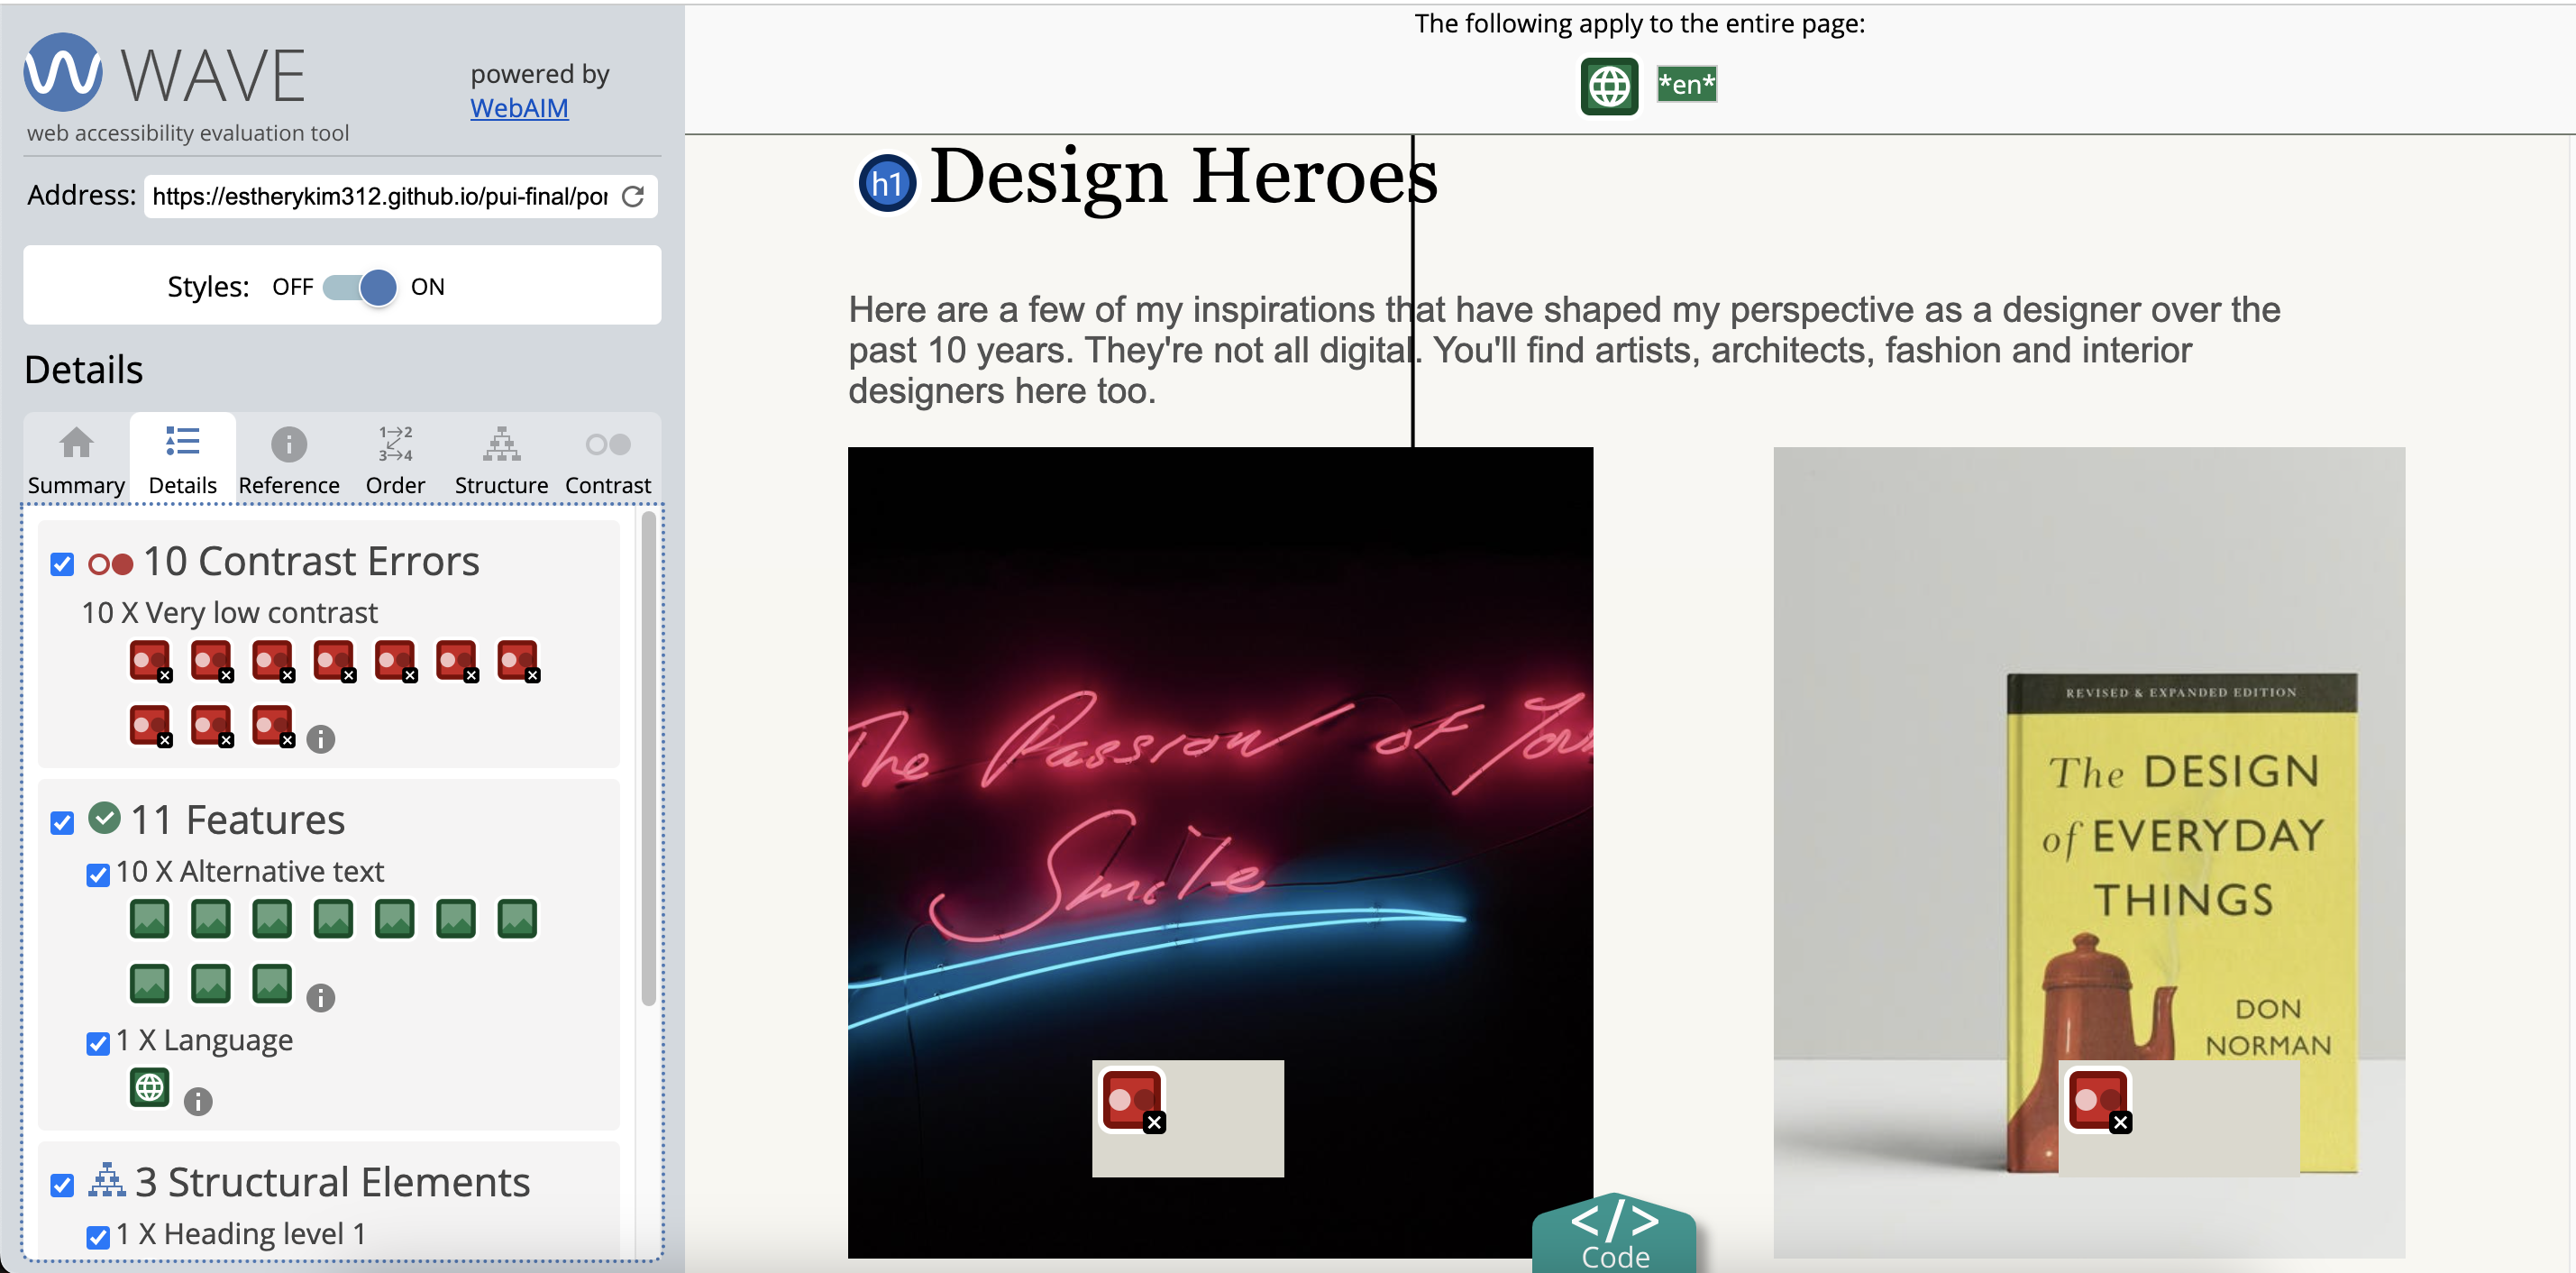 WAVE
web accessibility evaluation tool
powered by
WebAIM
Address: https://estherykim312.github.io/pui-final/por
Styles: OFF ON
Details
1→2
3→4
Summary Details Reference Order Structure Contrast
10 Contrast Errors
10 X Very low contrast
11 Features
10 X Alternative text
1 X Language
3 Structural Elements
1 X Heading level 1
The following apply to the entire page:
*en*
h1 Design Heroes
Here are a few of my inspirations that have shaped my perspective as a designer over the
past 10 years. They're not all digital. You'll find artists, architects, fashion and interior
designers here too.
The Passion of Your
Smile
REVISED & EXPANDED EDITION
The DESIGN
of EVERYDAY
THINGS
DON
NORMAN
</>
Code